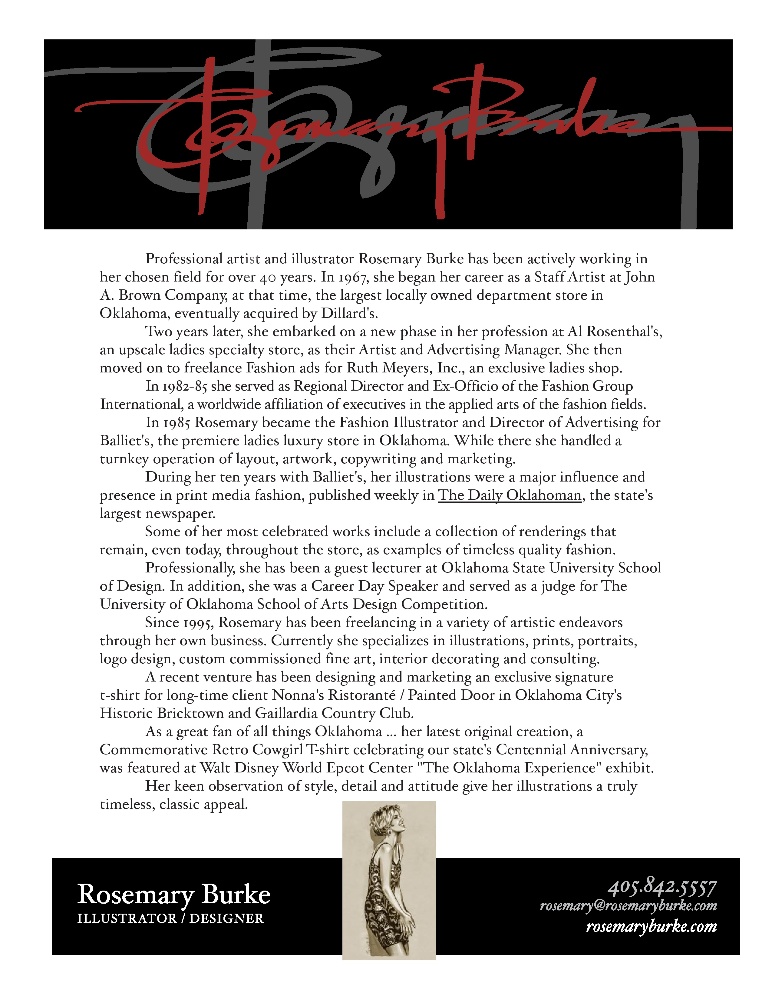 Rosemary Burke
Professional artist and illustrator Rosemary Burke has been actively working in
her chosen field for over 40 years. In 1967, she began her career as a Staff Artist at John
A. Brown Company, at that time, the largest locally owned department store in
Oklahoma, eventually acquired by Dillard's.
Two years later, she embarked on a new phase in her profession at Al Rosenthal's,
an upscale ladies specialty store, as their Artist and Advertising Manager. She then
moved on to freelance Fashion ads for Ruth Meyers, Inc., an exclusive ladies shop.
In 1982-85 she served as Regional Director and Ex-Officio of the Fashion Group
International, a worldwide affiliation of executives in the applied arts of the fashion fields.
In 1985 Rosemary became the Fashion Illustrator and Director of Advertising for
Balliet's, the premiere ladies luxury store in Oklahoma. While there she handled a
turnkey operation of layout, artwork, copywriting and marketing.
During her ten years with Balliet's, her illustrations were a major influence and
presence in print media fashion, published weekly in The Daily Oklahoman, the state's
largest newspaper.
Some of her most celebrated works include a collection of renderings that
remain, even today, throughout the store, as examples of timeless quality fashion.
Professionally, she has been a guest lecturer at Oklahoma State University School
of Design. In addition, she was a Career Day Speaker and served as a judge for The
University of Oklahoma School of Arts Design Competition.
Since 1995, Rosemary has been freelancing in a variety of artistic endeavors
through her own business. Currently she specializes in illustrations, prints, portraits,
logo design, custom commissioned fine art, interior decorating and consulting.
A recent venture has been designing and marketing an exclusive signature
t-shirt for long-time client Nonna's Ristoranté / Painted Door in Oklahoma City's
Historic Bricktown and Gaillardia Country Club.
As a great fan of all things Oklahoma ... her latest original creation, a
Commemorative Retro Cowgirl T-shirt celebrating our state's Centennial Anniversary,
was featured at Walt Disney World Epcot Center "The Oklahoma Experience" exhibit.
Her keen observation of style, detail and attitude give her illustrations a truly
timeless, classic appeal.
Rosemary Burke
ILLUSTRATOR / DESIGNER
405.842.5557
rosemary@rosemaryburke.com
rosemaryburke.com